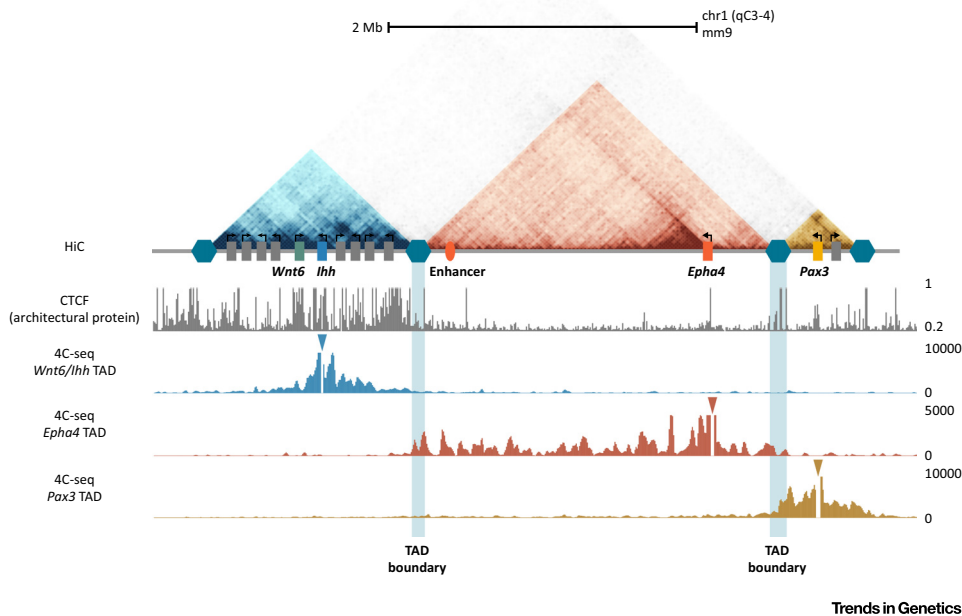 2 Mb
chr1 (qC3-4)
mm9
HiC
Wnt6 Ihh Enhancer Epha4 Pax3
CTCF
(architectural protein)
1
0.2
4C-seq
Wnt6/Ihh TAD
10000
0
4C-seq
Epha4 TAD
5000
0
4C-seq
Pax3 TAD
10000
0
TAD
boundary
TAD
boundary
Trends in Genetics